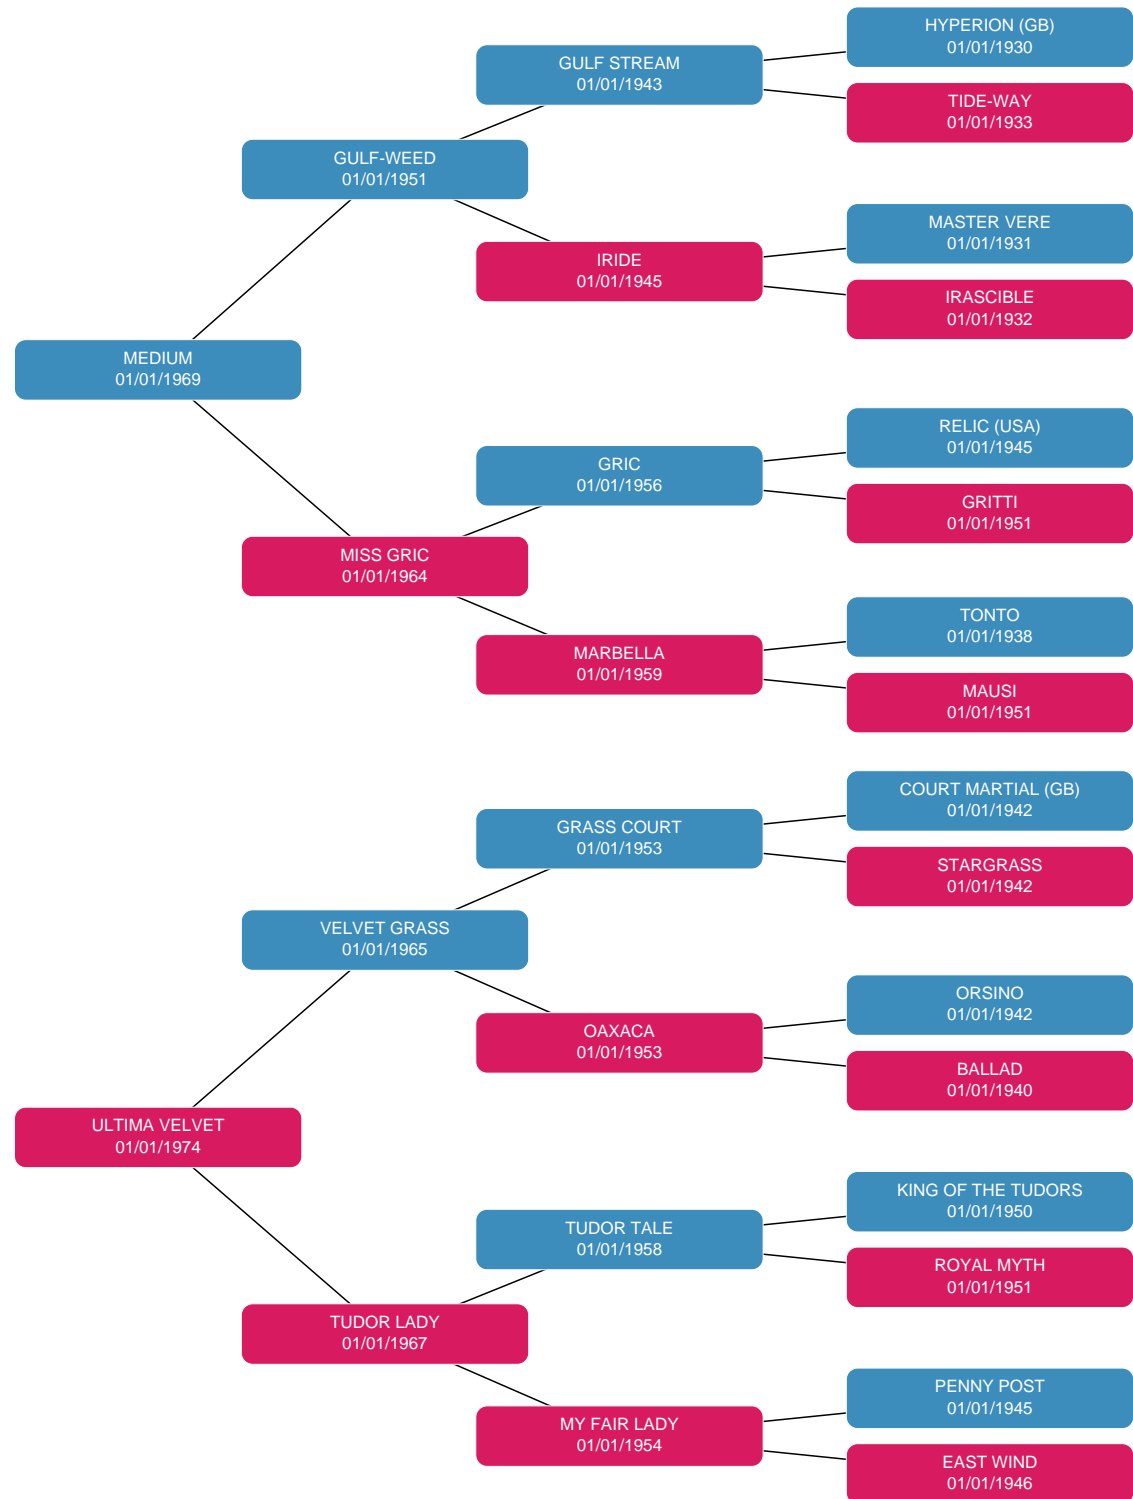 HYPERION (GB)
01/01/1930
GULF STREAM
01/01/1943
TIDE-WAY
01/01/1933
GULF-WEED
01/01/1951
MASTER VERE
01/01/1931
IRIDE
01/01/1945
IRASCIBLE
01/01/1932
MEDIUM
01/01/1969
RELIC (USA)
01/01/1945
GRIC
01/01/1956
GRITTI
01/01/1951
MISS GRIC
01/01/1964
TONTO
01/01/1938
MARBELLA
01/01/1959
MAUSI
01/01/1951
COURT MARTIAL (GB)
01/01/1942
GRASS COURT
01/01/1953
STARGRASS
01/01/1942
VELVET GRASS
01/01/1965
ORSINO
01/01/1942
OAXACA
01/01/1953
BALLAD
01/01/1940
ULTIMA VELVET
01/01/1974
KING OF THE TUDORS
01/01/1950
TUDOR TALE
01/01/1958
ROYAL MYTH
01/01/1951
TUDOR LADY
01/01/1967
PENNY POST
01/01/1945
MY FAIR LADY
01/01/1954
EAST WIND
01/01/1946